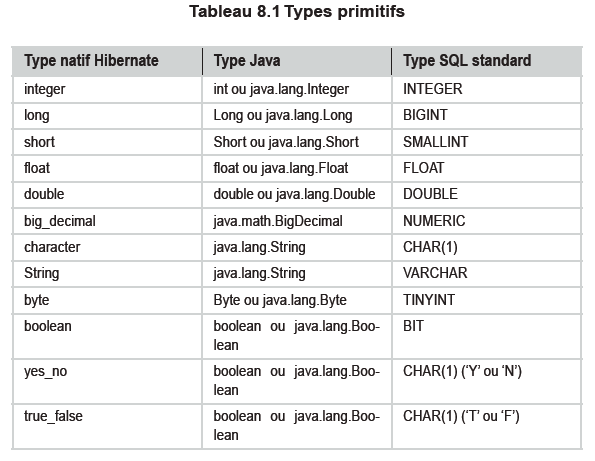 Tableau 8.1 Types primitifs
Type natif Hibernate Type Java Type SQL standard
integer int ou java.lang.Integer INTEGER
long Long ou java.lang.Long BIGINT
short Short ou java.lang.Short SMALLINT
float float ou java.lang.Float FLOAT
double double ou java.lang.Double DOUBLE
big_decimal java.math.BigDecimal NUMERIC
character java.lang.String CHAR(1)
String java.lang.String VARCHAR
byte Byte ou java.lang.Byte TINYINT
boolean boolean ou java.lang.Boo- BIT
lean
yes_no boolean ou java.lang.Boo- CHAR(1) (‘Y’ ou ‘N’)
lean
true_false boolean ou java.lang.Boo- CHAR(1) (‘T’ ou ‘F’)
lean